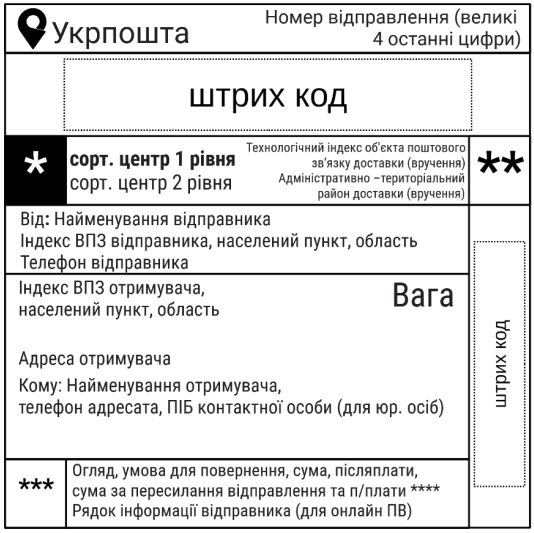 Укрпошта
Номер відправлення (великі
4 останні цифри)
штрих код
*
сорт. центр 1 рівня
сорт. центр 2 рівня
Технологічний індекс об'єкта поштового
зв'язку доставки (вручення)
Адміністративно –територіальний
район доставки (вручення)
**
Від: Найменування відправника
Індекс ВПЗ відправника, населений пункт, область
Телефон відправника
Індекс ВПЗ отримувача,
населений пункт, область
Вага
Адреса отримувача
Кому: Найменування отримувача,
телефон адресата, ПІБ контактної особи (для юр. осіб)
штрих код
***
Огляд, умова для повернення, сума, післяплати,
сума за пересилання відправлення та п/плати ****
Рядок інформації відправника (для онлайн ПВ)